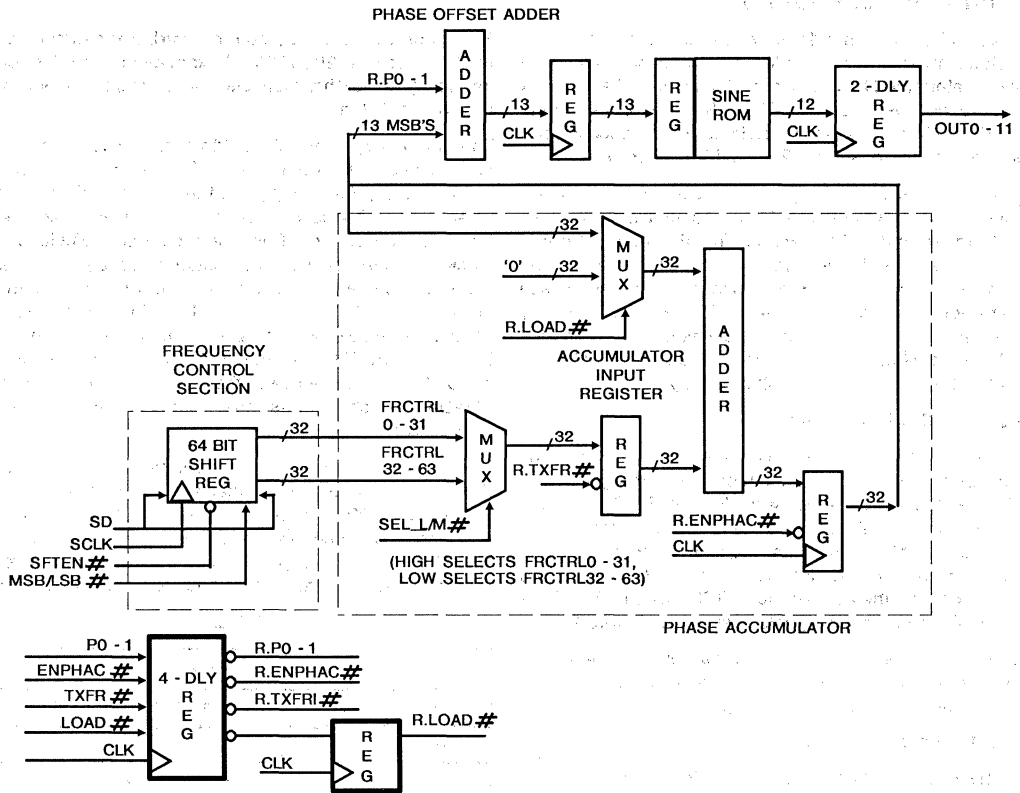 PHASE OFFSET ADDER
R.P0 - 1
13 MSB'S
ADDER
13
CLK
REG
13
REG
SINE
ROM
12
CLK
2 - DLY
REG
OUT0 - 11
32
'0'
32
MUX
32
R.LOAD#
ADDER
ACCUMULATOR
INPUT
REGISTER
FREQUENCY
CONTROL
SECTION
64 BIT
SHIFT
REG
32
32
SD
SCLK
SFTEN#
MSB/LSB #
FRCTRL
0 - 31
FRCTRL
32 - 63
MUX
SEL_L/M#
(HIGH SELECTS FRCTRL0 - 31,
LOW SELECTS FRCTRL32 - 63)
32
R.TXFR.#
REG
32
32
R.ENPHAC#
CLK
REG
32
PHASE ACCUMULATOR
P0 - 1
ENPHAC #
TXFR #
LOAD #
CLK
4 - DLY
REG
R.P0 - 1
R.ENPHAC#
R.TXFRI#
CLK
REG
R.LOAD#